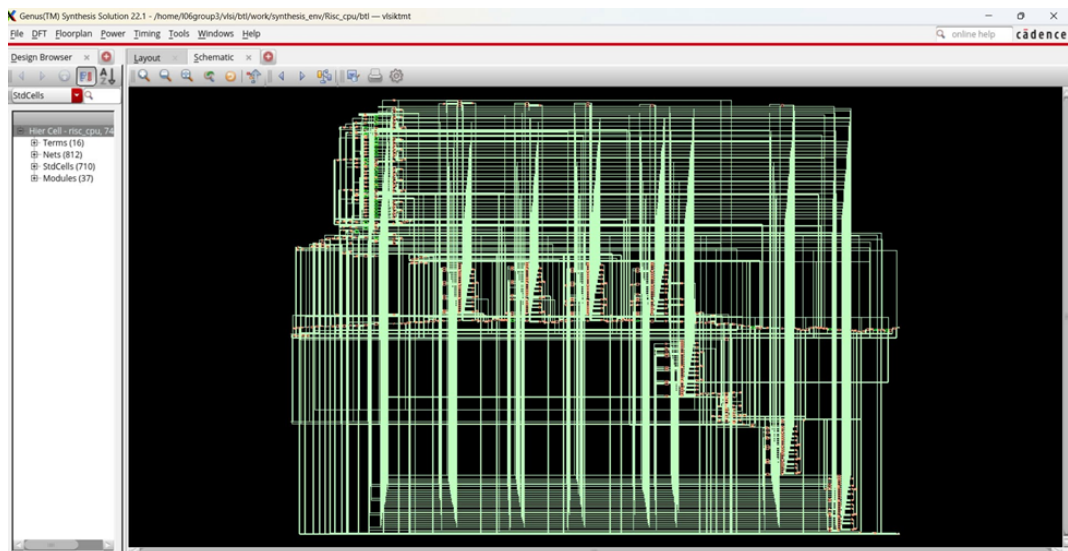 Genus(TM) Synthesis Solution 22.1 - /home/l06group3/vlsi/btl/work/synthesis_env/Risc_cpu/btl — vlsiktmt
File DFT Floorplan Power Timing Tools Windows Help
online help
cādence
Design Browser
Layout
Schematic
StdCells
Hier Cell - risc_cpu, 74
Terms (16)
Nets (812)
StdCells (710)
Modules (37)